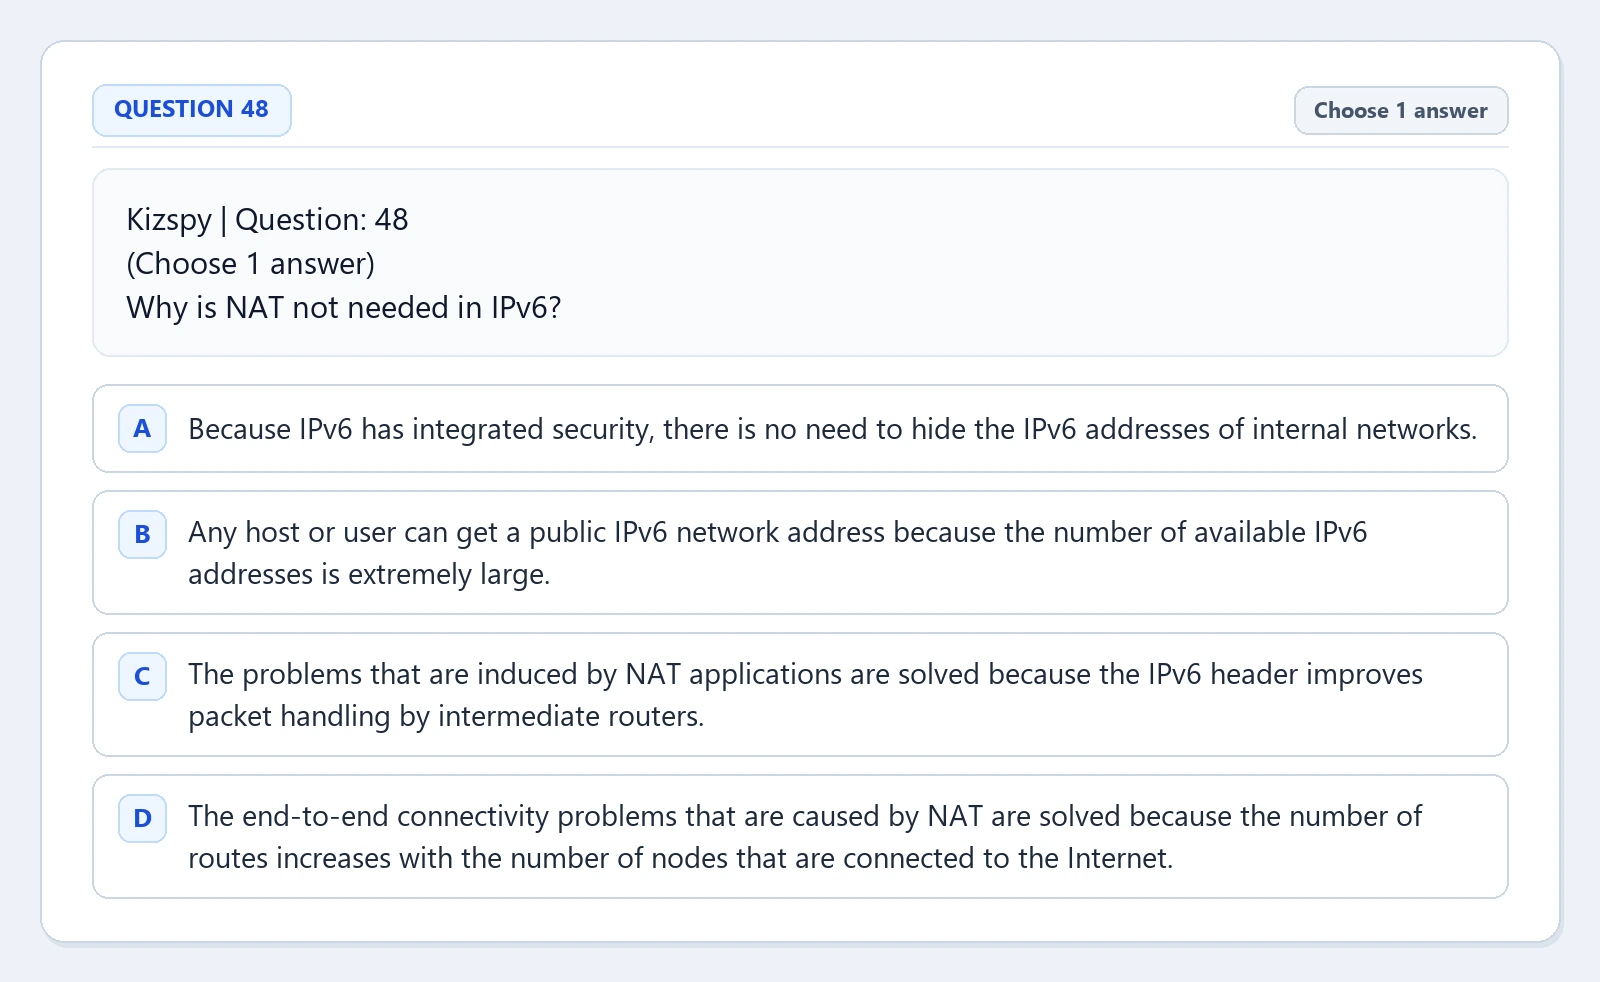 QUESTION 48
Choose 1 answer
Kizspy | Question: 48
(Choose 1 answer)
Why is NAT not needed in IPv6?
A
Because IPv6 has integrated security, there is no need to hide the IPv6 addresses of internal networks.
B
Any host or user can get a public IPv6 network address because the number of available IPv6
addresses is extremely large.
C
The problems that are induced by NAT applications are solved because the IPv6 header improves
packet handling by intermediate routers.
D
The end-to-end connectivity problems that are caused by NAT are solved because the number of
routes increases with the number of nodes that are connected to the Internet.